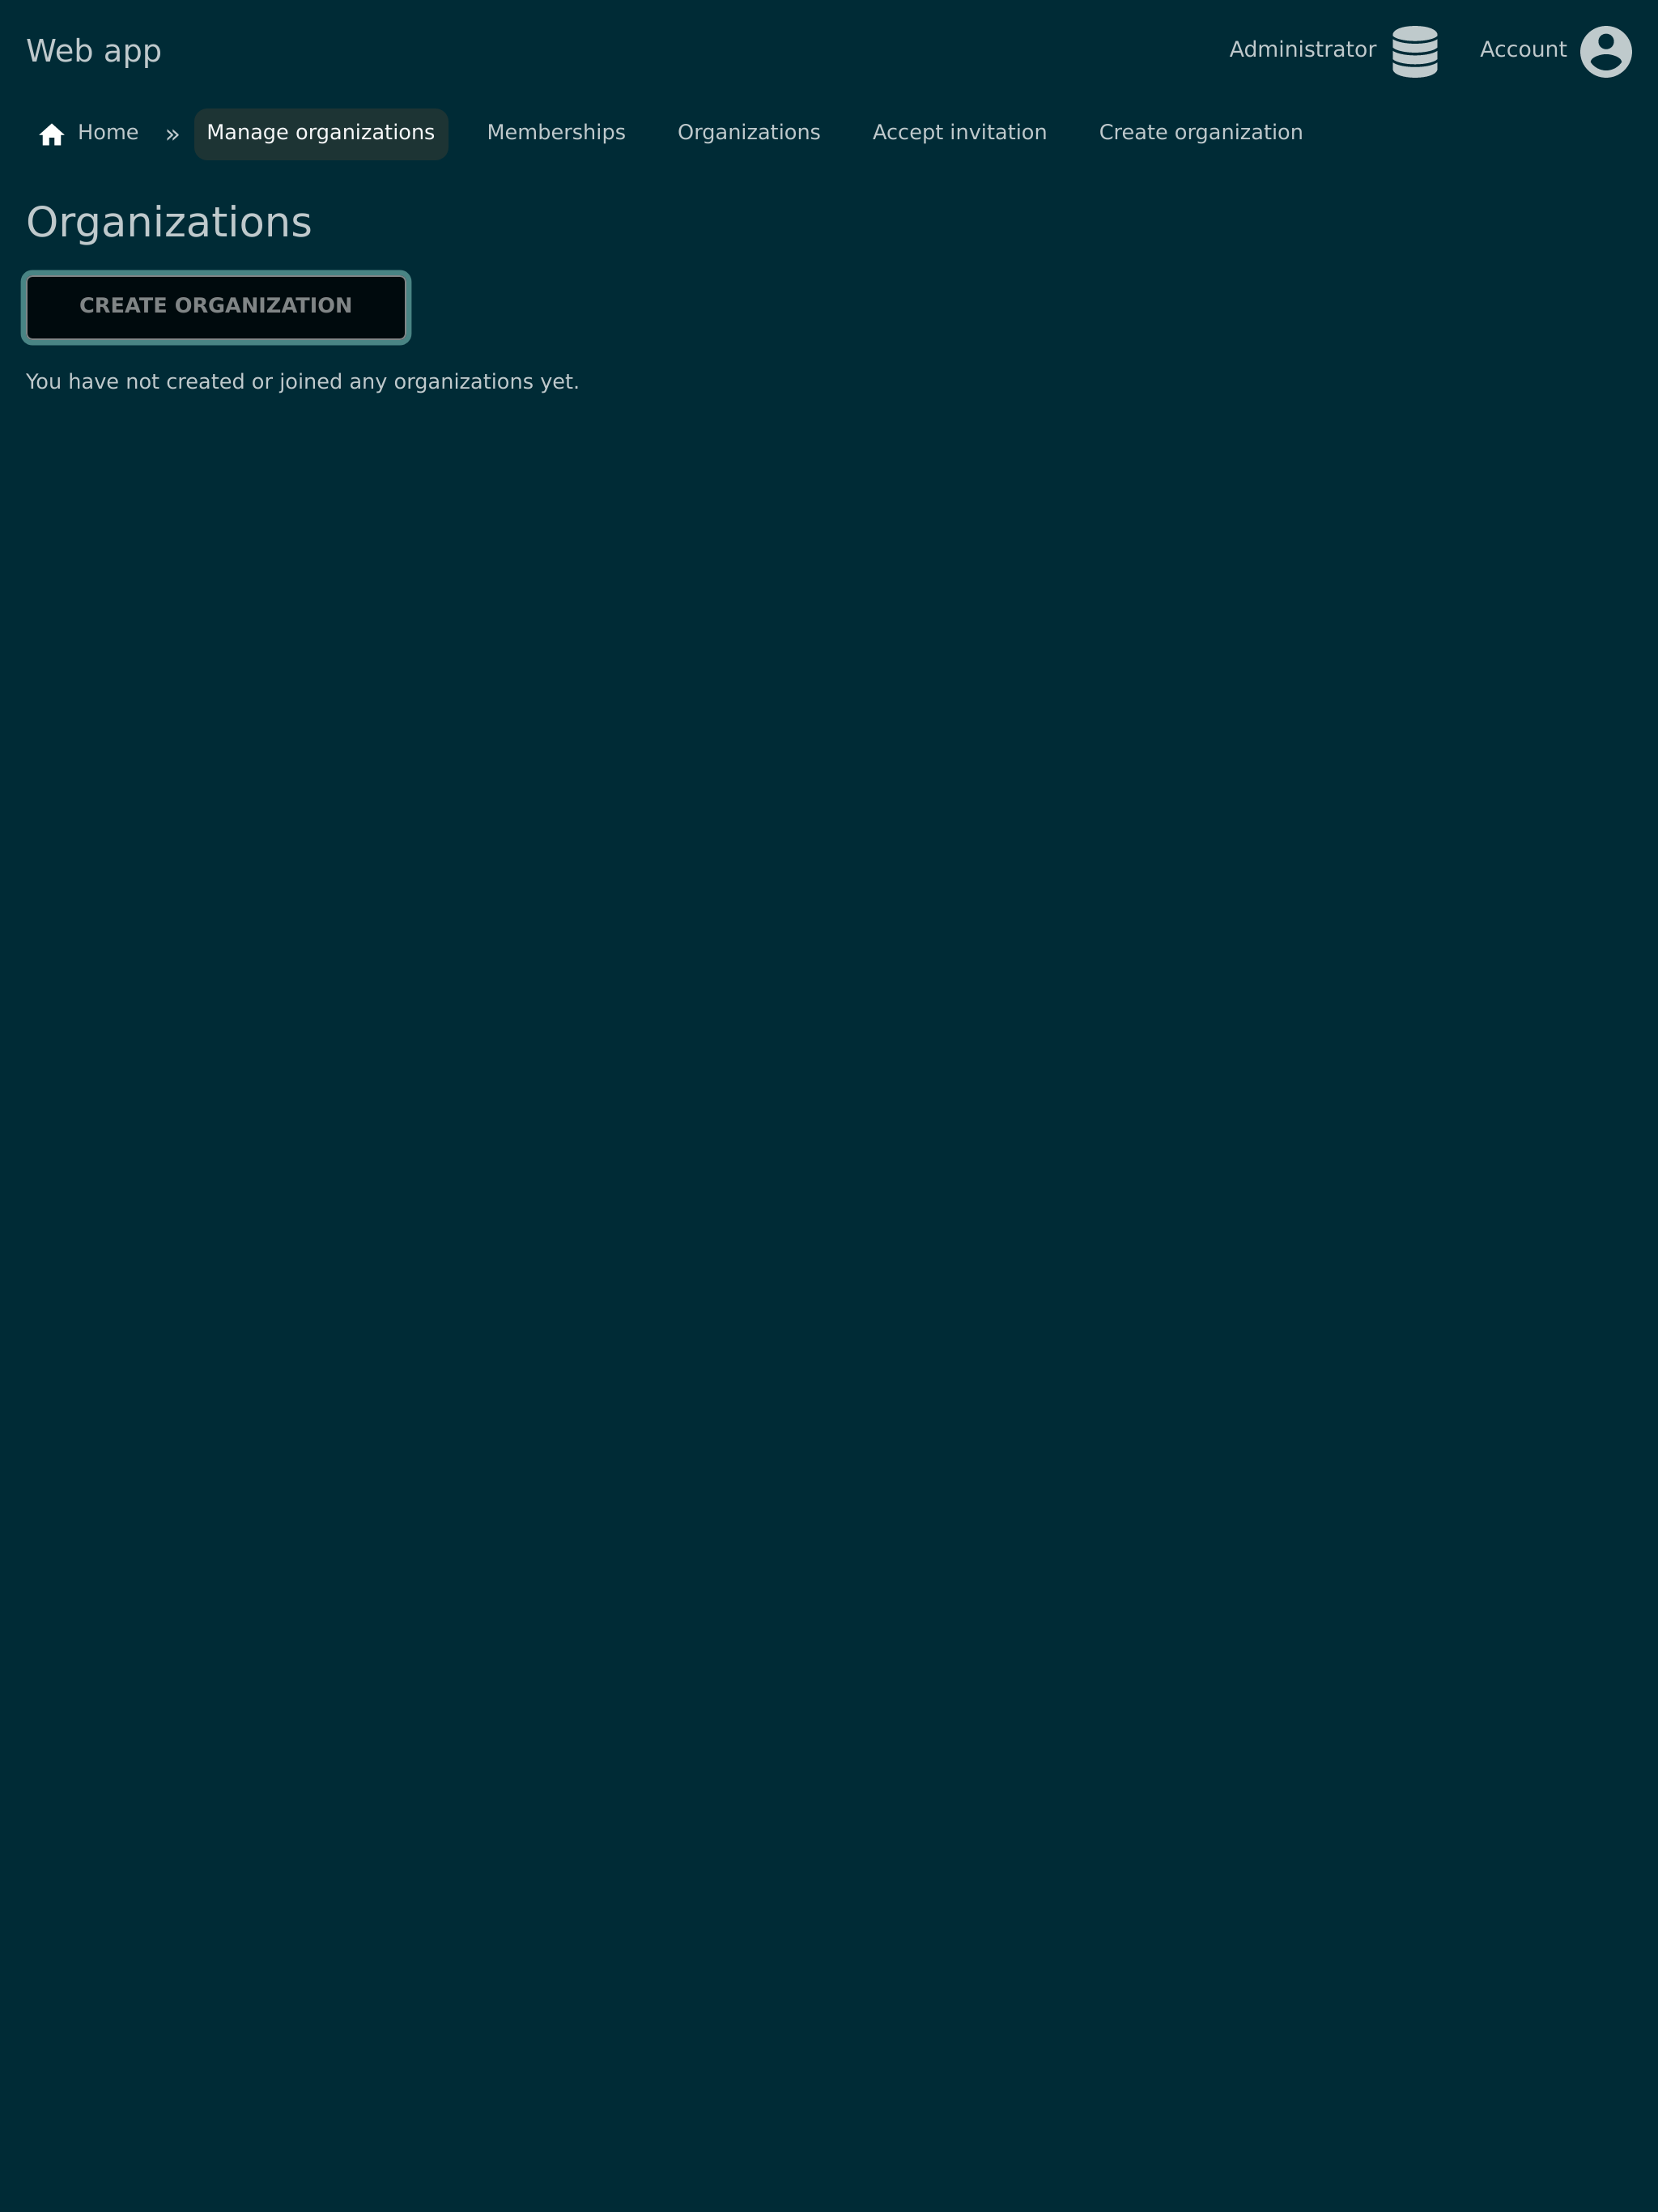 Web app
Administrator
Account
Home » Manage organizations Memberships Organizations Accept invitation Create organization
Organizations
CREATE ORGANIZATION
You have not created or joined any organizations yet.